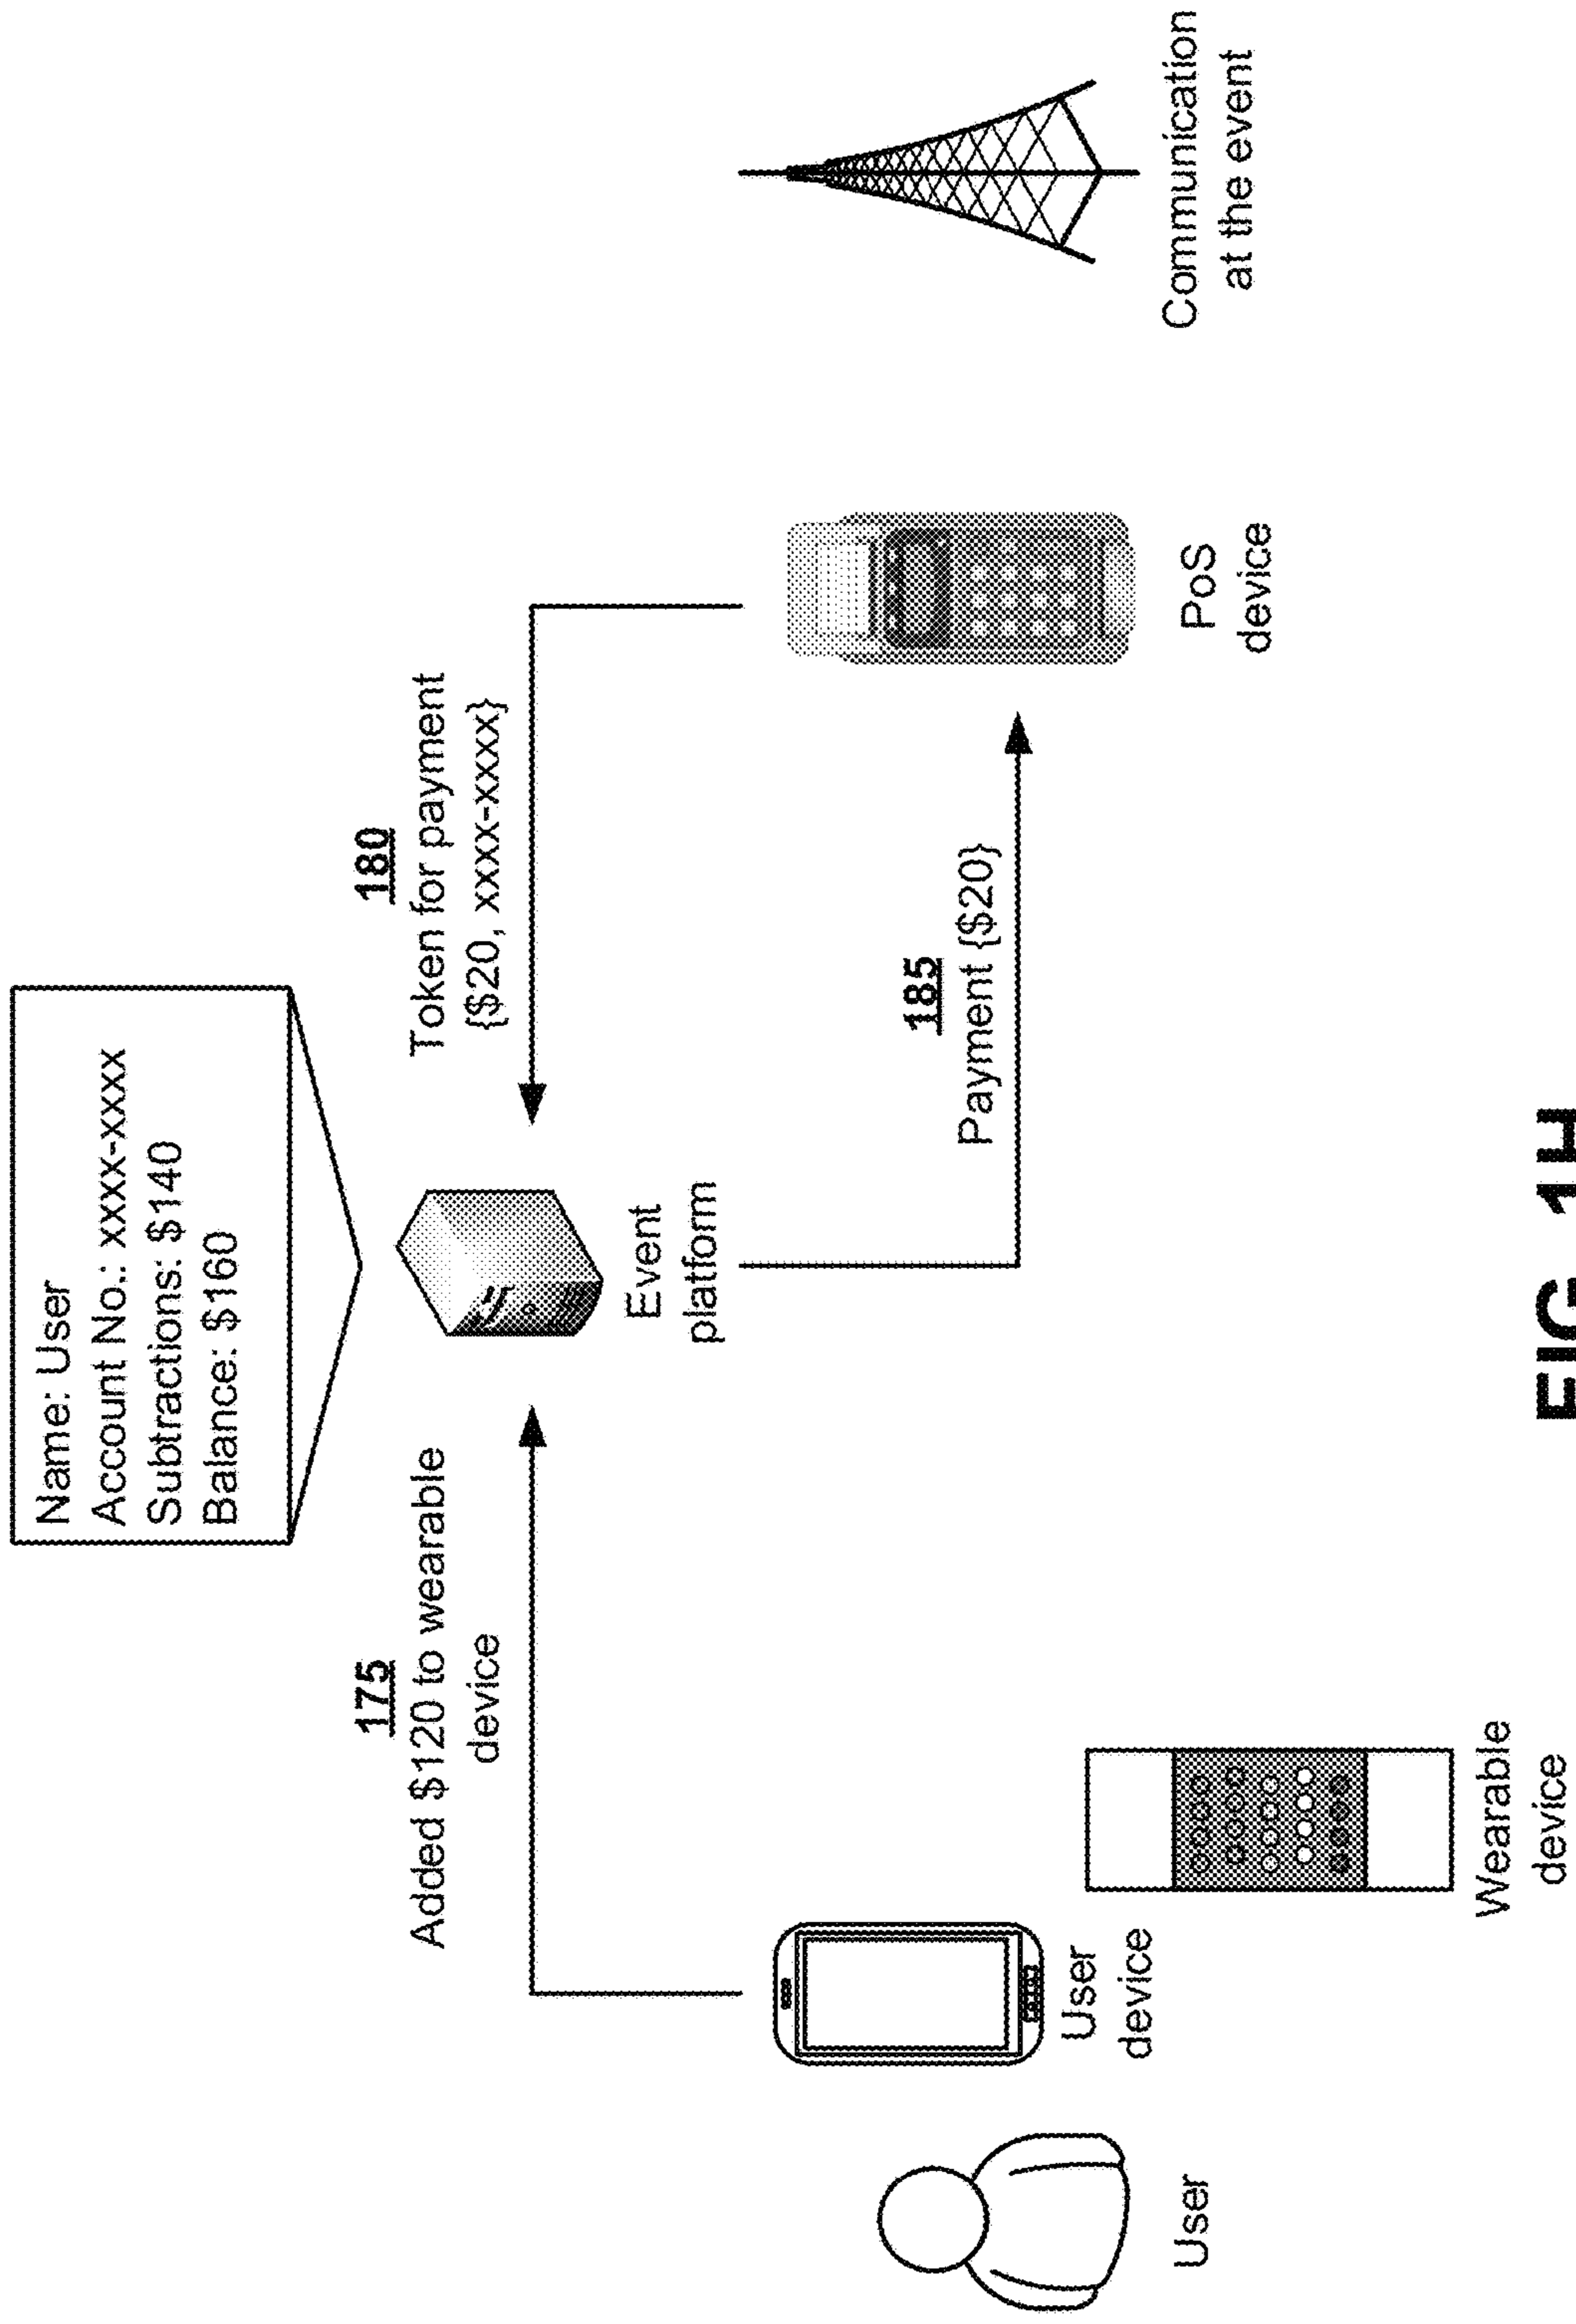 Name: User
Account No.: xxxx-xxxx
Subtractions: $140
Balance: $160
175
Added $120 to wearable
device
180
Token for payment
{$20, xxxx-xxxx}
Event
platform
185
Payment {$20}
User
User
device
Wearable
device
PoS
device
Communication
at the event
FIG. 1H